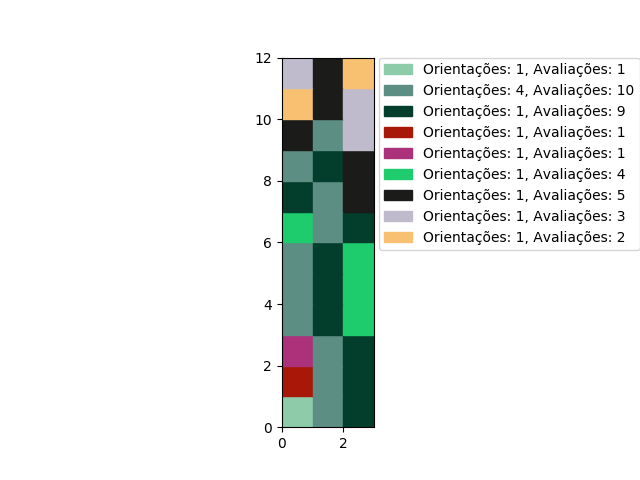 12
10
8
6
4
2
0
0
2
Orientações: 1, Avaliações: 1
Orientações: 4, Avaliações: 10
Orientações: 1, Avaliações: 9
Orientações: 1, Avaliações: 1
Orientações: 1, Avaliações: 1
Orientações: 1, Avaliações: 4
Orientações: 1, Avaliações: 5
Orientações: 1, Avaliações: 3
Orientações: 1, Avaliações: 2